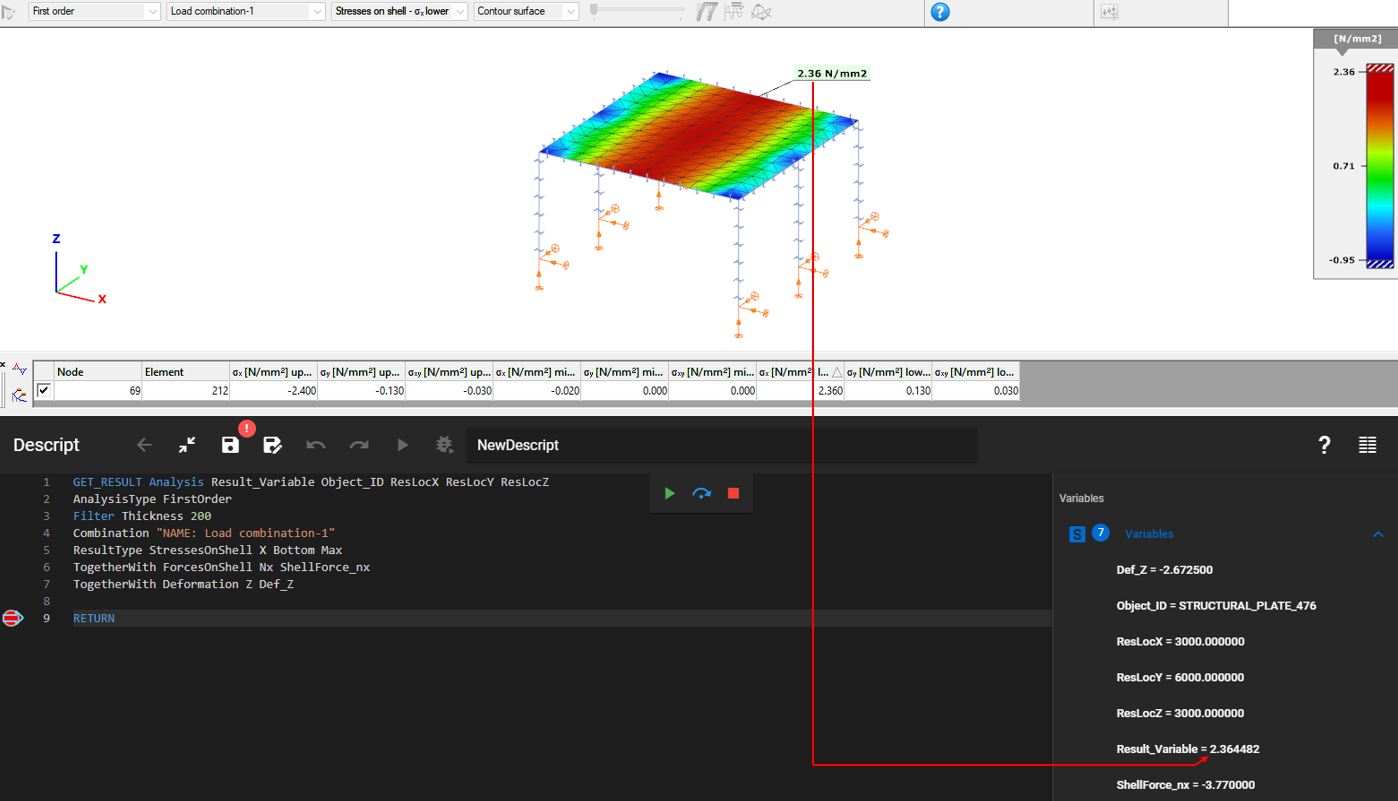 First order Load combination-1 Stresses on shell - σx lower Contour surface
[N/mm2]
2.36
0.71
-0.95
2.36 N/mm2
Z
Y
X
Node Element σx [N/mm²] up... σy [N/mm²] up... σxy [N/mm²] up... σx [N/mm²] mi... σy [N/mm²] mi... σxy [N/mm²] mi... σx [N/mm²] l... σy [N/mm²] low... σxy [N/mm²] lo...
69 212 -2.400 -0.130 -0.030 -0.020 0.000 0.000 2.360 0.130 0.030
Descript ! NewDescript ?
1 GET_RESULT Analysis Result_Variable Object_ID ResLocX ResLocY ResLocZ
2 AnalysisType FirstOrder
3 Filter Thickness 200
4 Combination "NAME: Load combination-1"
5 ResultType StressesOnShell X Bottom Max
6 TogetherWith ForcesOnShell Nx ShellForce_nx
7 TogetherWith Deformation Z Def_Z
8
9 RETURN
Variables
S 7 Variables
Def_Z = -2.672500
Object_ID = STRUCTURAL_PLATE_476
ResLocX = 3000.000000
ResLocY = 6000.000000
ResLocZ = 3000.000000
Result_Variable = 2.364482
ShellForce_nx = -3.770000